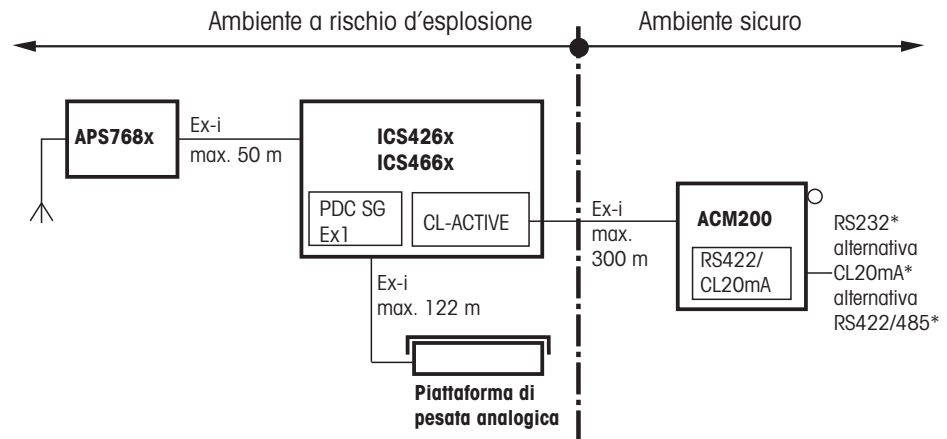 Ambiente a rischio d'esplosione
Ambiente sicuro
APS768x
Ex-i
max. 50 m
ICS426x
ICS466x
PDC SG
Ex1
CL-ACTIVE
Ex-i
max.
300 m
ACM200
RS422/
CL20mA
RS232*
alternativa
CL20mA*
alternativa
RS422/485*
Ex-i
max. 122 m
Piattaforma di
pesata analogica